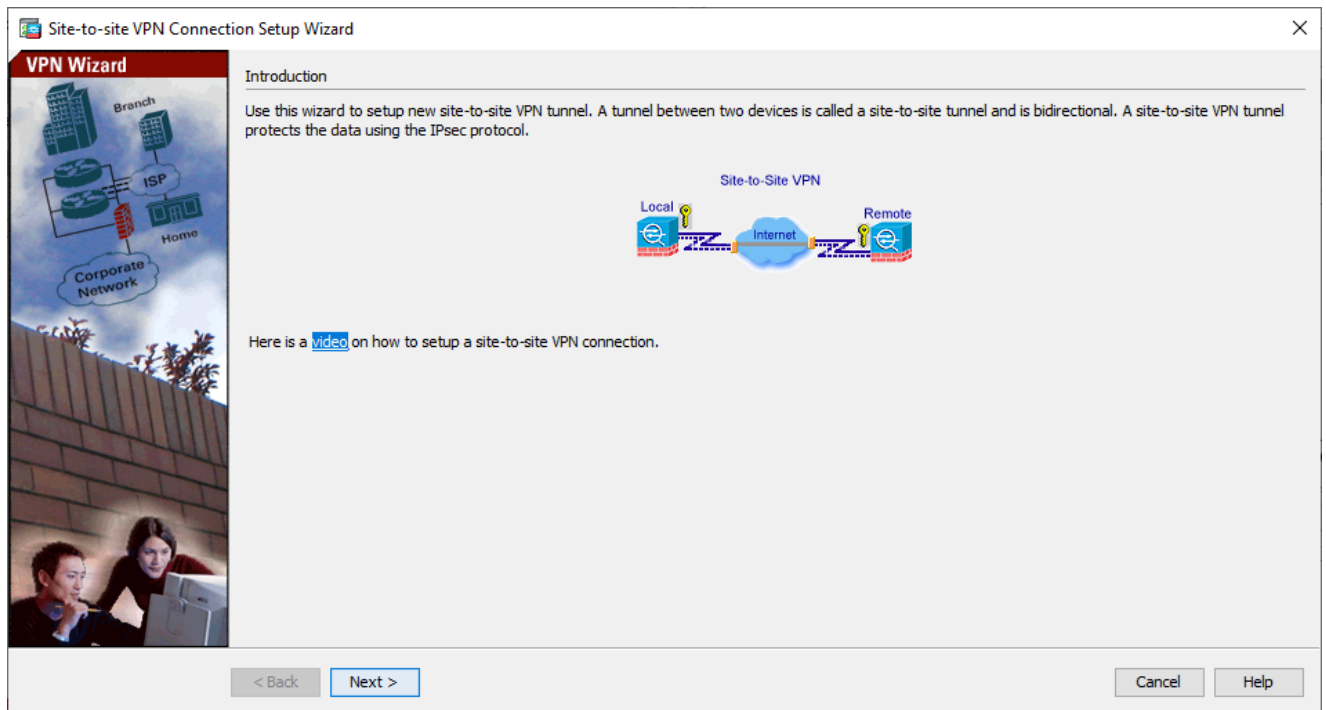 Site-to-site VPN Connection Setup Wizard
VPN Wizard
Branch
ISP
Home
Corporate
Network
Introduction
Use this wizard to setup new site-to-site VPN tunnel. A tunnel between two devices is called a site-to-site tunnel and is bidirectional. A site-to-site VPN tunnel
protects the data using the IPsec protocol.
Site-to-Site VPN
Local
Remote
Internet
Here is a video on how to setup a site-to-site VPN connection.
< Back
Next >
Cancel
Help